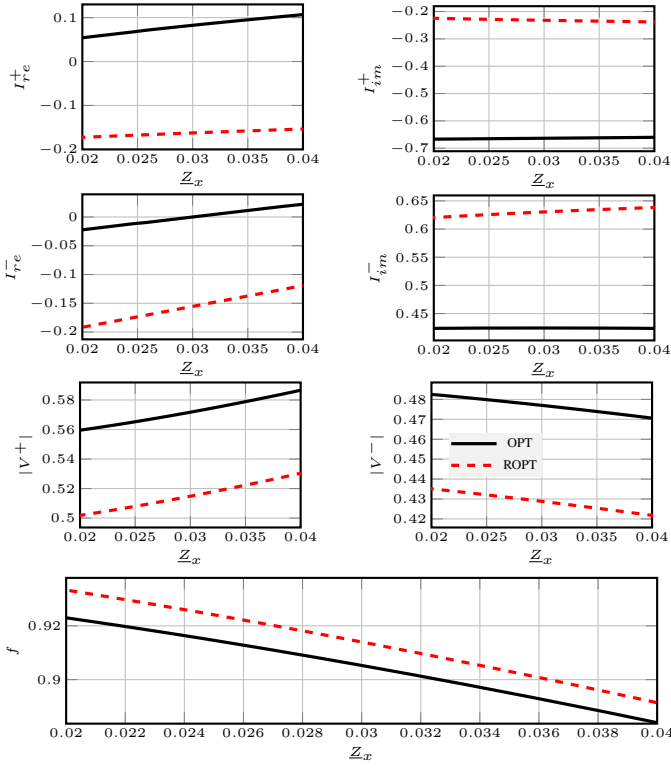 0.1
0
−0.1
−0.2
I⁺re
0.02 0.025 0.03 0.035 0.04
Z̲x
−0.2
−0.3
−0.4
−0.5
−0.6
−0.7
I⁺im
0.02 0.025 0.03 0.035 0.04
Z̲x
0
−0.05
−0.1
−0.15
−0.2
I⁻re
0.02 0.025 0.03 0.035 0.04
Z̲x
0.65
0.6
0.55
0.5
0.45
I⁻im
0.02 0.025 0.03 0.035 0.04
Z̲x
0.58
0.56
0.54
0.52
0.5
|V⁺|
0.02 0.025 0.03 0.035 0.04
Z̲x
0.48
0.47
0.46
0.45
0.44
0.43
0.42
|V⁻|
OPT
ROPT
0.02 0.025 0.03 0.035 0.04
Z̲x
0.92
0.9
f
0.02 0.022 0.024 0.026 0.028 0.03 0.032 0.034 0.036 0.038 0.04
Z̲x